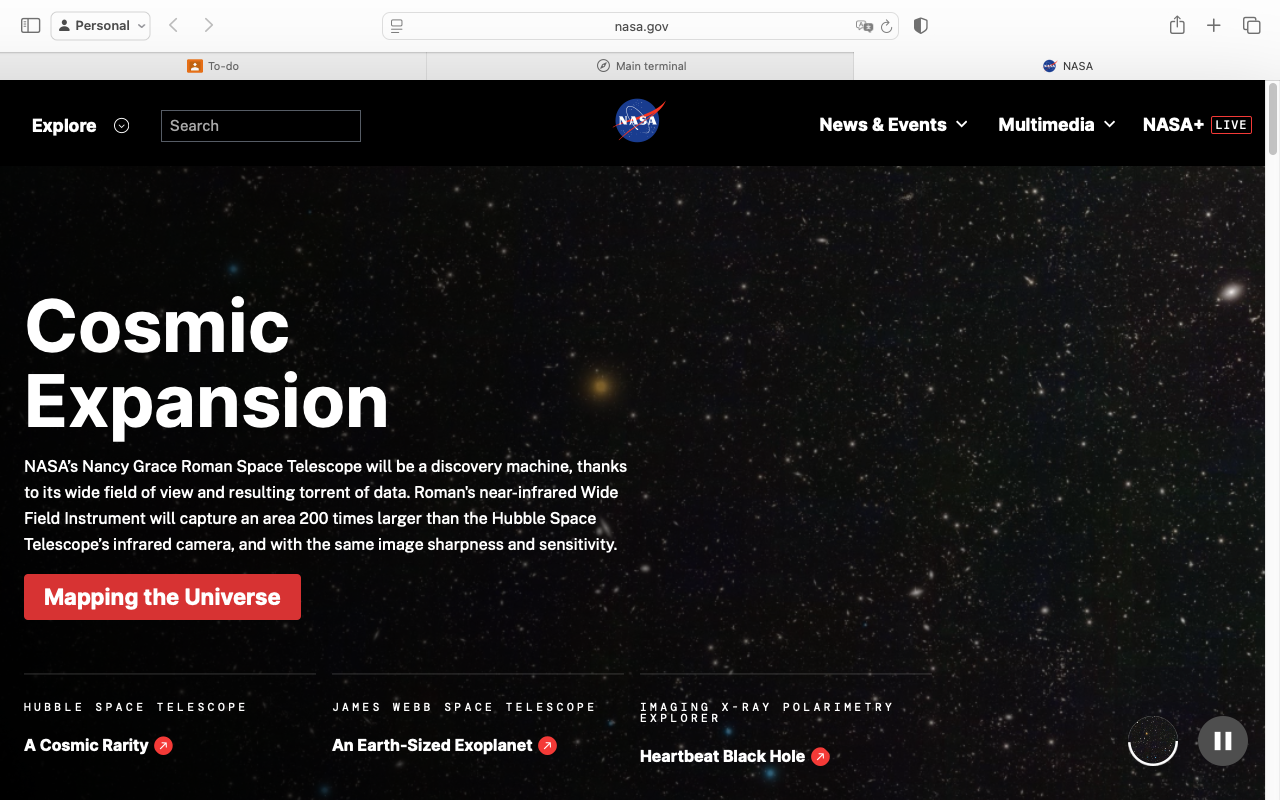 Personal
nasa.gov
To-do
Main terminal
NASA
Explore
Search
NASA
News & Events
Multimedia
NASA+ LIVE
Cosmic
Expansion
NASA’s Nancy Grace Roman Space Telescope will be a discovery machine, thanks
to its wide field of view and resulting torrent of data. Roman's near-infrared Wide
Field Instrument will capture an area 200 times larger than the Hubble Space
Telescope’s infrared camera, and with the same image sharpness and sensitivity.
Mapping the Universe
HUBBLE SPACE TELESCOPE
A Cosmic Rarity
JAMES WEBB SPACE TELESCOPE
An Earth-Sized Exoplanet
IMAGING X-RAY POLARIMETRY
EXPLORER
Heartbeat Black Hole